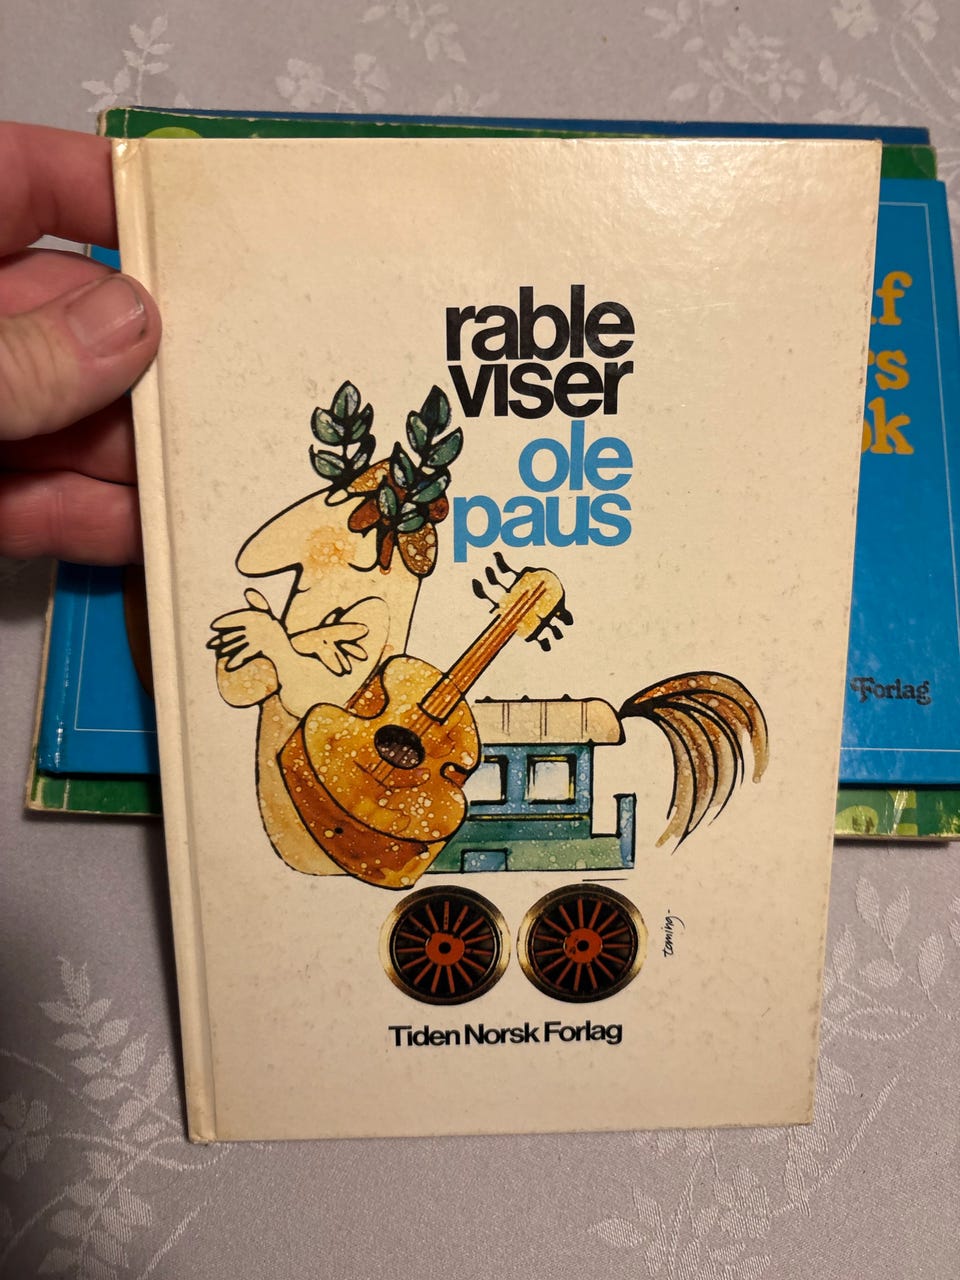 rable
viser
ole
paus
Tiden Norsk Forlag
Forlag